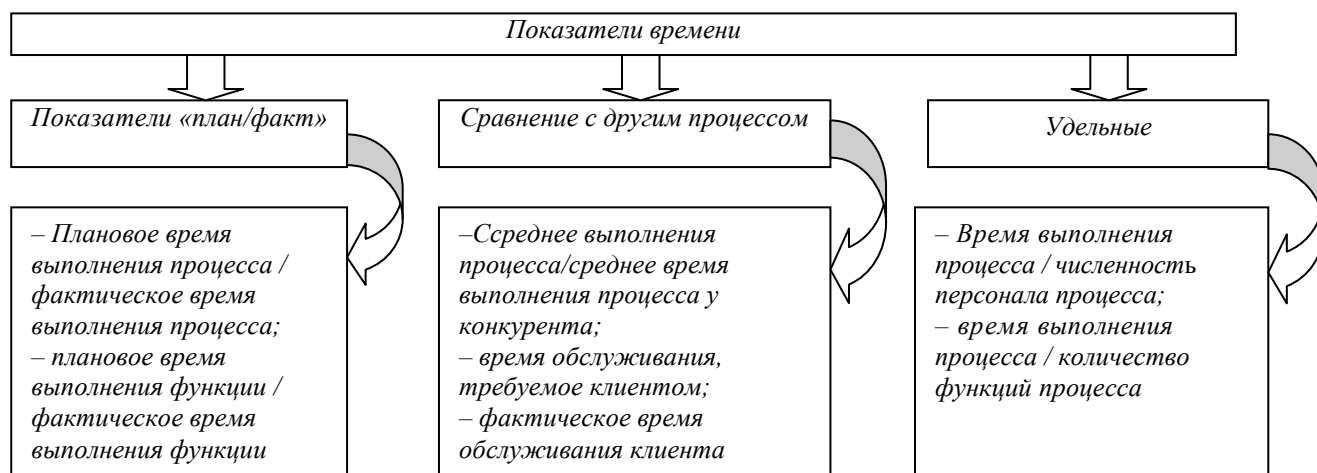 Показатели времени
Показатели «план/факт»
Сравнение с другим процессом
Удельные
– Плановое время
выполнения процесса /
фактическое время
выполнения процесса;
– плановое время
выполнения функции /
фактическое время
выполнения функции
–Ссреднее выполнения
процесса/среднее время
выполнения процесса у
конкурента;
– время обслуживания,
требуемое клиентом;
– фактическое время
обслуживания клиента
– Время выполнения
процесса / численность
персонала процесса;
– время выполнения
процесса / количество
функций процесса